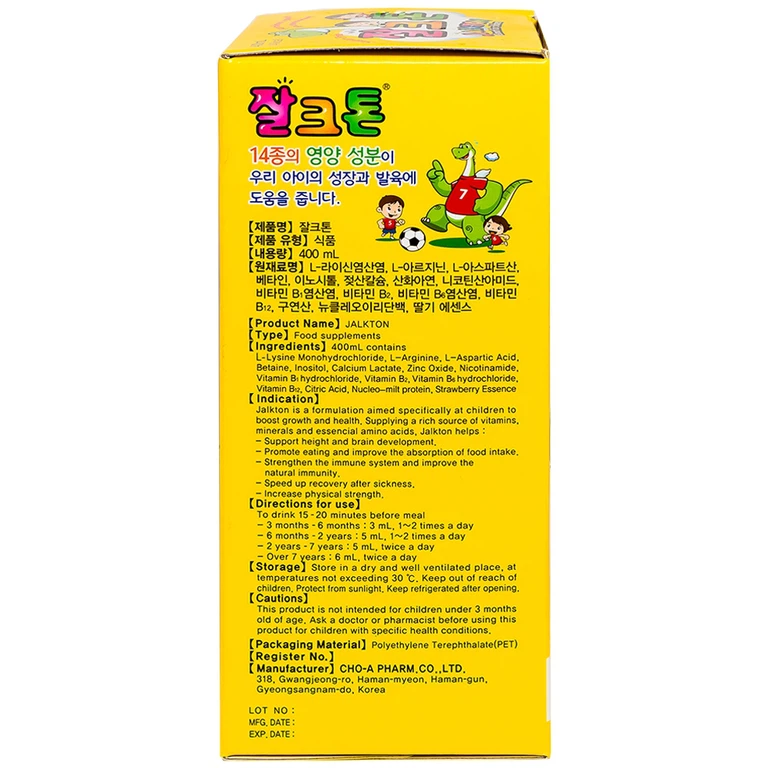 잘크톤®
14종의 영양 성분이
우리 아이의 성장과 발육에
도움을 줍니다.
【제품명】 잘크톤
【제품 유형】 식품
【내용량】 400 mL
【원재료명】 L-라이신염산염, L-아르지닌, L-아스파트산,
베타인, 이노시톨, 젖산칼슘, 산화아연, 니코틴산아미드,
비타민 B₁염산염, 비타민 B₂, 비타민 B₆염산염, 비타민
B₁₂, 구연산, 뉴클레오이리단백, 딸기 에센스
【Product Name】 JALKTON
【Type】 Food supplements
【Ingredients】 400mL contains
L-Lysine Monohydrochloride, L-Arginine, L-Aspartic Acid,
Betaine, Inositol, Calcium Lactate, Zinc Oxide, Nicotinamide,
Vitamin B₁ hydrochloride, Vitamin B₂, Vitamin B₆ hydrochloride,
Vitamin B₁₂, Citric Acid, Nucleo-milt protein, Strawberry Essence
【Indication】
Jalkton is a formulation aimed specifically at children to
boost growth and health. Supplying a rich source of vitamins,
minerals and essencial amino acids, Jalkton helps :
- Support height and brain development.
- Promote eating and improve the absorption of food intake.
- Strengthen the immune system and improve the
natural immunity.
- Speed up recovery after sickness.
- Increase physical strength.
【Directions for use】
To drink 15-20 minutes before meal
- 3 months - 6 months : 3 mL, 1~2 times a day
- 6 months - 2 years : 5 mL, 1~2 times a day
- 2 years - 7 years : 5 mL, twice a day
- Over 7 years : 6 mL, twice a day
【Storage】 Store in a dry and well ventilated place, at
temperatures not exceeding 30 ℃. Keep out of reach of
children. Protect from sunlight. Keep refrigerated after opening.
【Cautions】
This product is not intended for children under 3 months
old of age. Ask a doctor or pharmacist before using this
product for children with specific health conditions.
【Packaging Material】 Polyethylene Terephthalate(PET)
【Register No.】
【Manufacturer】 CHO-A PHARM.CO.,LTD.
318, Gwangjeong-ro, Haman-myeon, Haman-gun,
Gyeongsangnam-do, Korea
LOT NO :
MFG. DATE :
EXP. DATE :
7
5